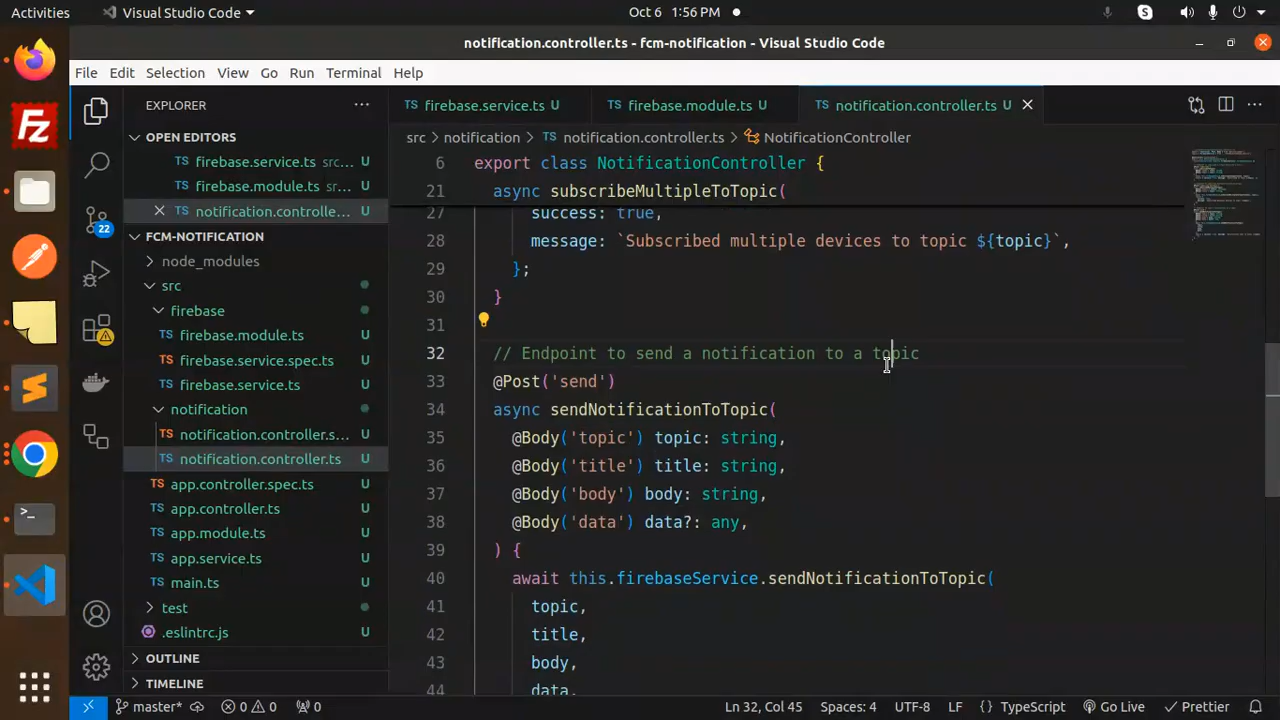 Activities
Visual Studio Code
Oct 6 1:56 PM
notification.controller.ts - fcm-notification - Visual Studio Code
File Edit Selection View Go Run Terminal Help
EXPLORER
OPEN EDITORS
firebase.service.ts src... U
firebase.module.ts src... U
notification.controlle... U
FCM-NOTIFICATION
node_modules
src
firebase
firebase.module.ts U
firebase.service.spec.ts U
firebase.service.ts U
notification
notification.controller.s... U
notification.controller.ts U
app.controller.spec.ts U
app.controller.ts U
app.module.ts U
app.service.ts U
main.ts U
test
.eslintrc.js U
OUTLINE
TIMELINE
22
firebase.service.ts U
firebase.module.ts U
notification.controller.ts U
src > notification > notification.controller.ts > NotificationController
6 export class NotificationController {
21 async subscribeMultipleToTopic(
27 success: true,
28 message: `Subscribed multiple devices to topic ${topic}`,
29 };
30 }
31
32 // Endpoint to send a notification to a topic
33 @Post('send')
34 async sendNotificationToTopic(
35 @Body('topic') topic: string,
36 @Body('title') title: string,
37 @Body('body') body: string,
38 @Body('data') data?: any,
39 ) {
40 await this.firebaseService.sendNotificationToTopic(
41 topic,
42 title,
43 body,
44 data,
master* 0 0 0 Ln 32, Col 45 Spaces: 4 UTF-8 LF {} TypeScript Go Live Prettier